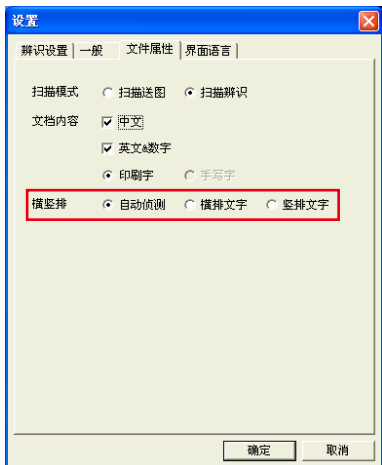 设置
辨识设置 一般 文件属性 界面语言
扫描模式 扫描送图 扫描辨识
文档内容 中文
英文&数字
印刷字 手写字
横竖排 自动侦测 横排文字 竖排文字
确定 取消